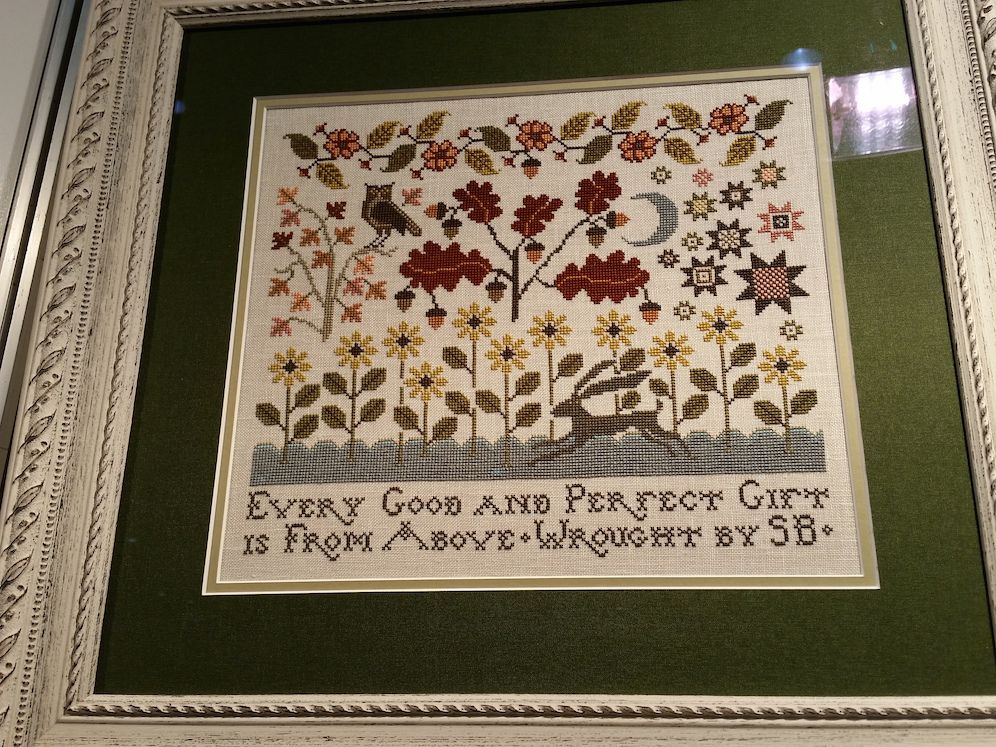 Every Good and Perfect Gift
is From Above • Wrought by SB •